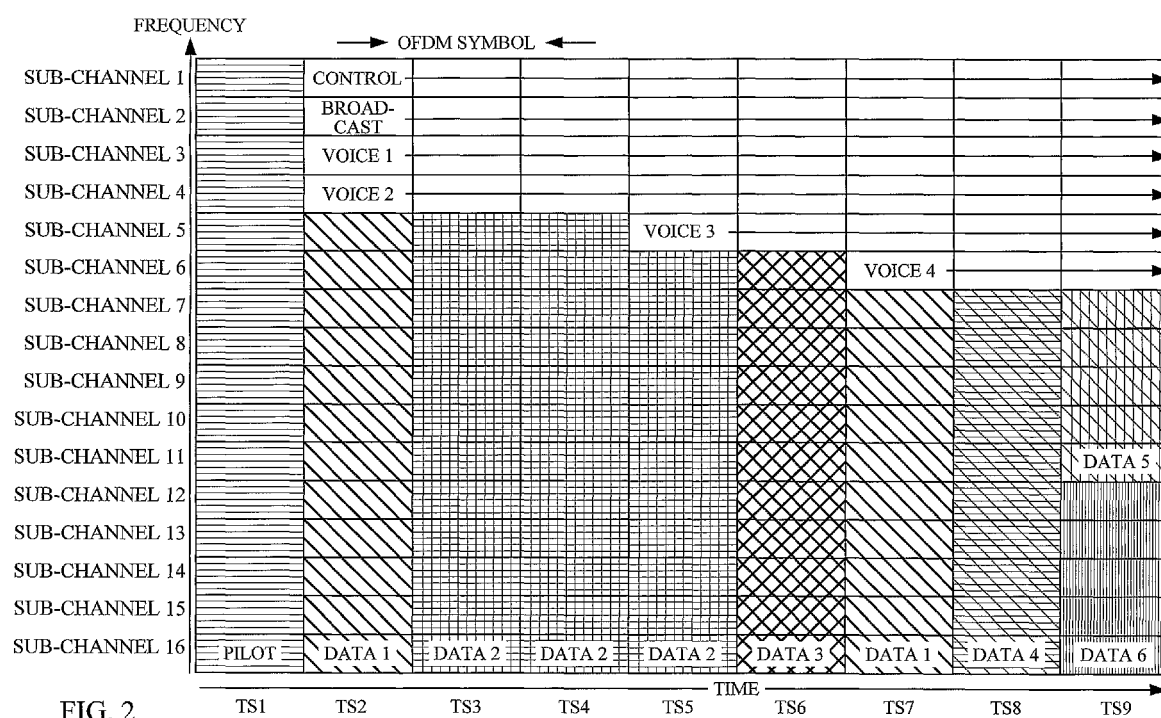 FREQUENCY
OFDM SYMBOL
SUB-CHANNEL 1 CONTROL
SUB-CHANNEL 2 BROAD-
CAST
SUB-CHANNEL 3 VOICE 1
SUB-CHANNEL 4 VOICE 2
SUB-CHANNEL 5 VOICE 3
SUB-CHANNEL 6 VOICE 4
SUB-CHANNEL 7
SUB-CHANNEL 8
SUB-CHANNEL 9
SUB-CHANNEL 10
SUB-CHANNEL 11 DATA 5
SUB-CHANNEL 12
SUB-CHANNEL 13
SUB-CHANNEL 14
SUB-CHANNEL 15
SUB-CHANNEL 16 PILOT DATA 1 DATA 2 DATA 2 DATA 2 DATA 3 DATA 1 DATA 4 DATA 6
TIME
FIG. 2 TS1 TS2 TS3 TS4 TS5 TS6 TS7 TS8 TS9